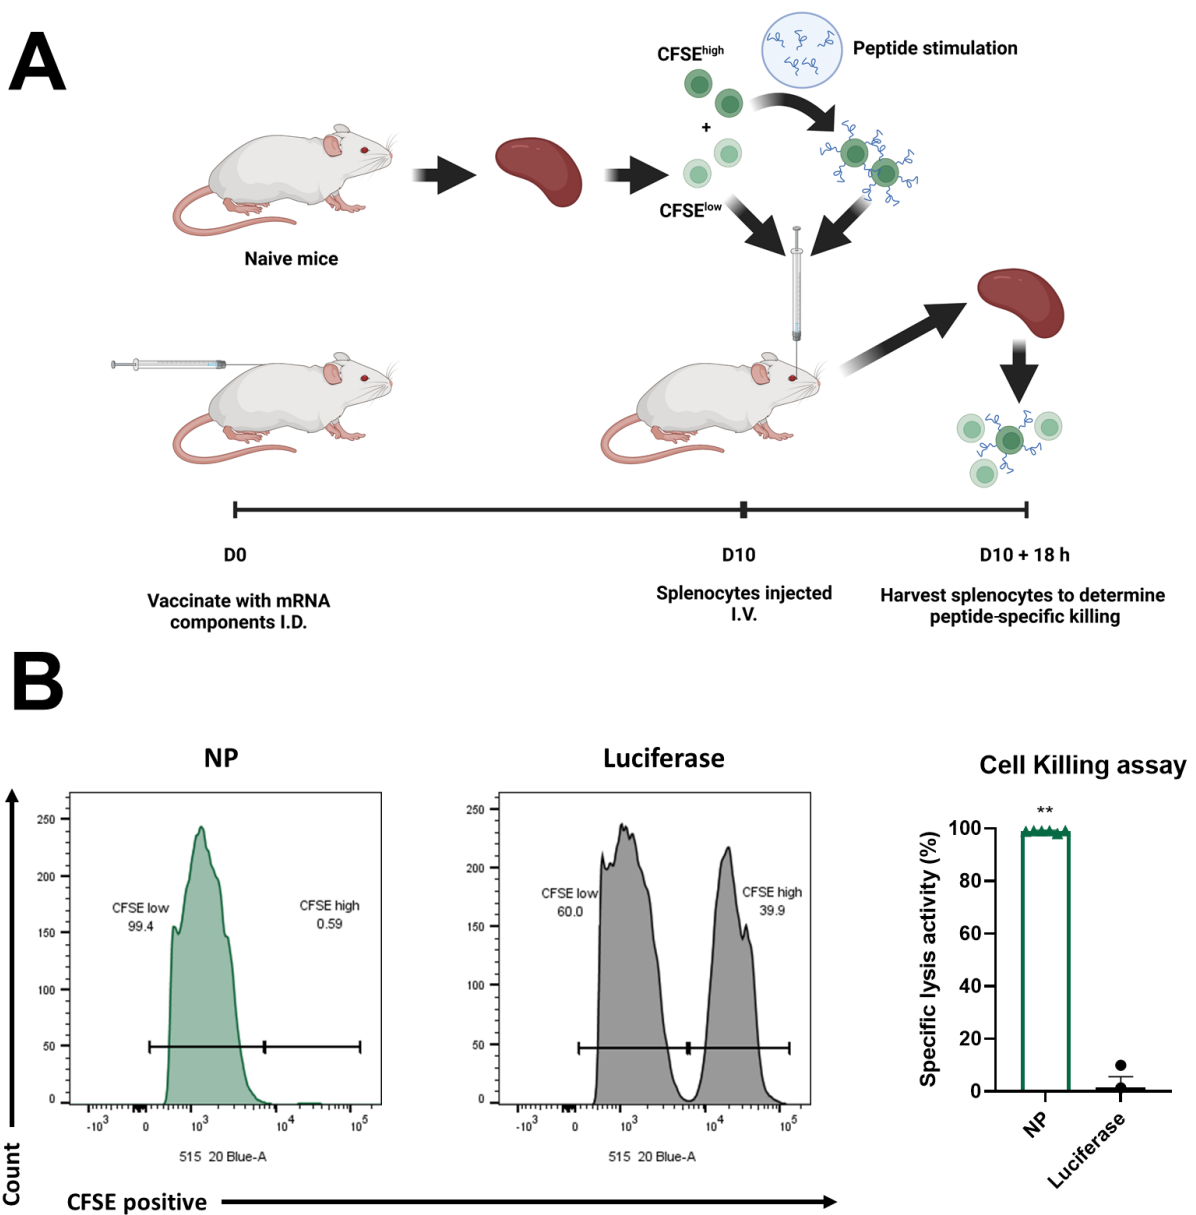 A
CFSEhigh
Peptide stimulation
+
CFSElow
Naive mice
D0
D10
D10 + 18 h
Vaccinate with mRNA
components I.D.
Splenocytes injected
I.V.
Harvest splenocytes to determine
peptide-specific killing
B
NP
250
200
150
100
50
0
CFSE low
99.4
CFSE high
0.59
-10^3
0
10^3
10^4
10^5
515 20 Blue-A
Luciferase
250
200
150
100
50
0
CFSE low
60.0
CFSE high
39.9
-10^3
0
10^3
10^4
10^5
515 20 Blue-A
Count
CFSE positive
Cell Killing assay
**
Specific lysis activity (%)
100
80
60
40
20
0
NP
Luciferase